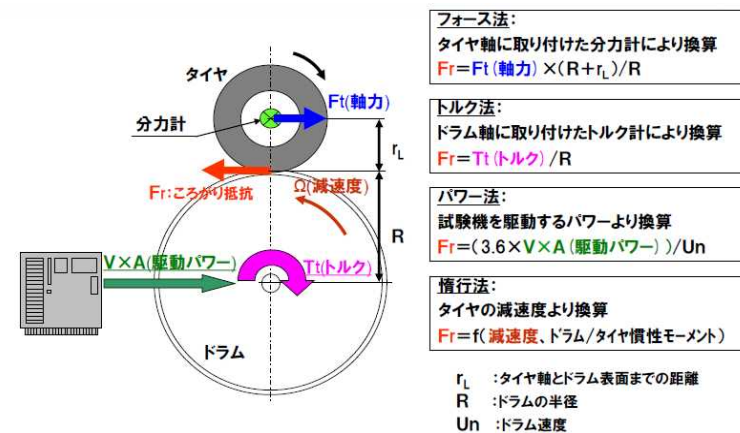 タイヤ
分力計
Ft(軸力)
rL
Fr:ころがり抵抗
Ω(減速度)
R
V×A(駆動パワー)
Tt(トルク)
ドラム
フォース法:
タイヤ軸に取り付けた分力計により換算
Fr=Ft(軸力)×(R+rL)/R
トルク法:
ドラム軸に取り付けたトルク計により換算
Fr=Tt(トルク)/R
パワー法:
試験機を駆動するパワーより換算
Fr=(3.6×V×A(駆動パワー))/Un
惰行法:
タイヤの減速度より換算
Fr=f(減速度、ドラム/タイヤ慣性モーメント)
rL :タイヤ軸とドラム表面までの距離
R :ドラムの半径
Un :ドラム速度